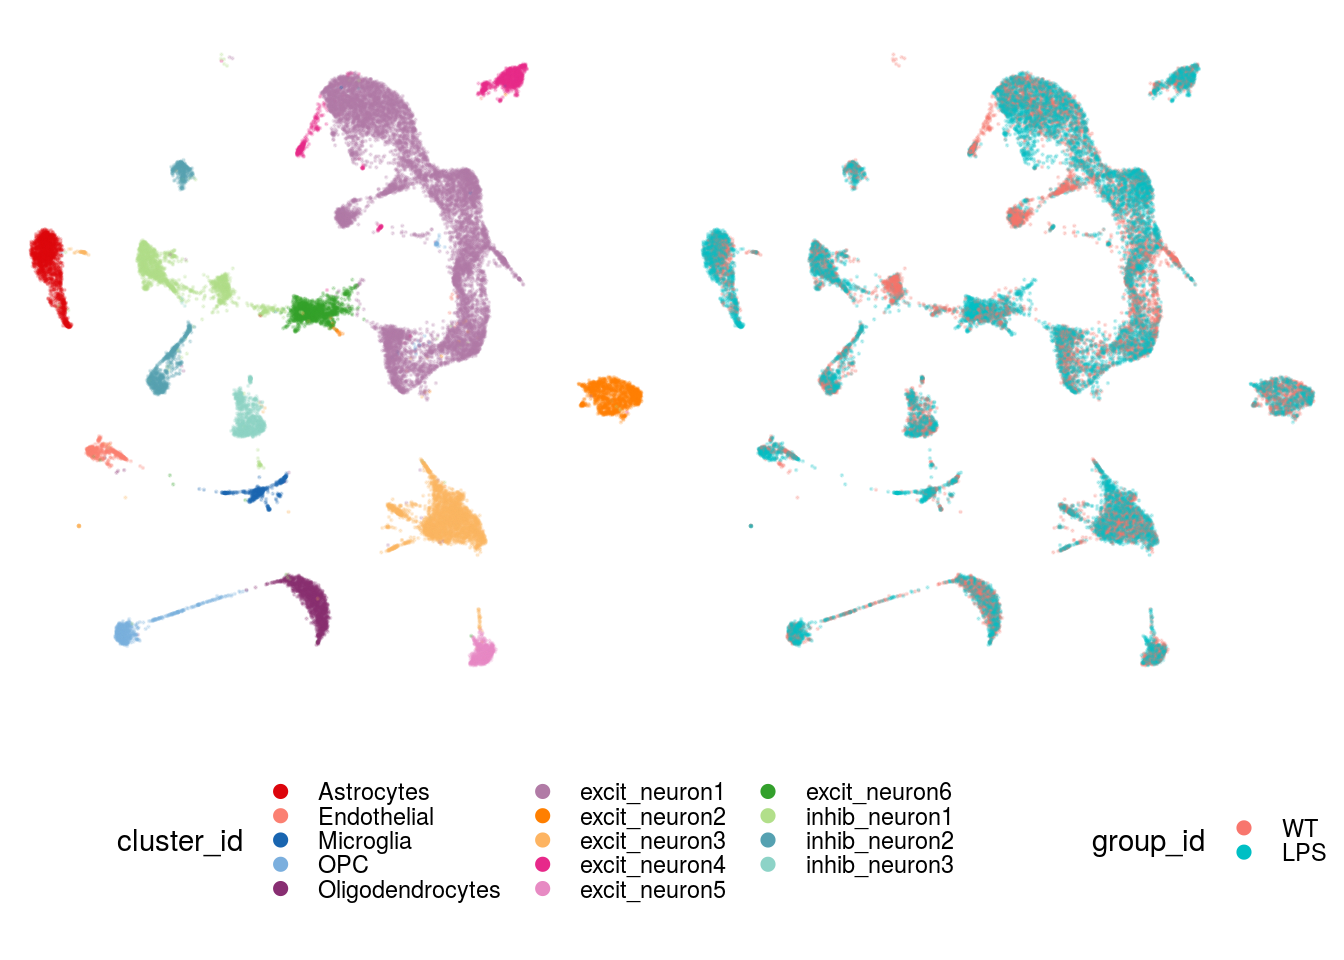 cluster_id
Astrocytes
Endothelial
Microglia
OPC
Oligodendrocytes
excit_neuron1
excit_neuron2
excit_neuron3
excit_neuron4
excit_neuron5
excit_neuron6
inhib_neuron1
inhib_neuron2
inhib_neuron3
group_id
WT
LPS